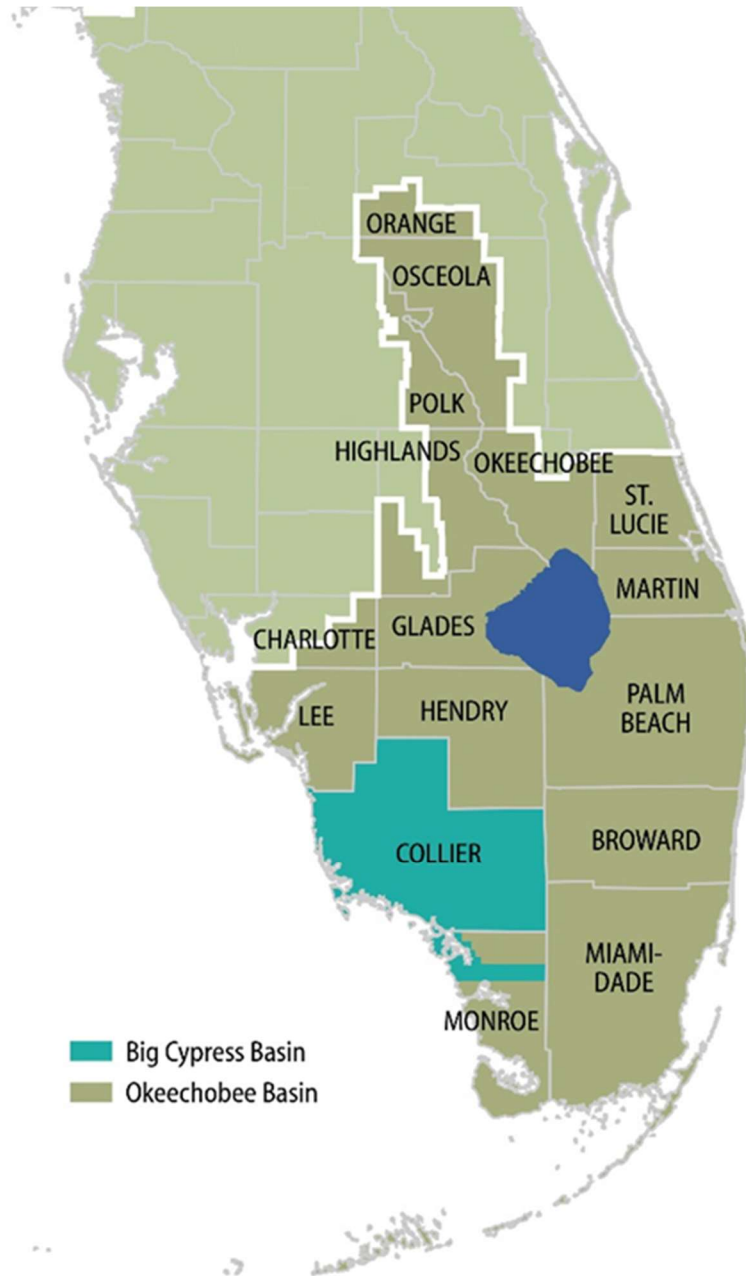 ORANGE
OSCEOLA
POLK
HIGHLANDS
OKEECHOBEE
ST.
LUCIE
MARTIN
CHARLOTTE
GLADES
LEE
HENDRY
PALM
BEACH
COLLIER
BROWARD
MIAMI-
DADE
MONROE
Big Cypress Basin
Okeechobee Basin